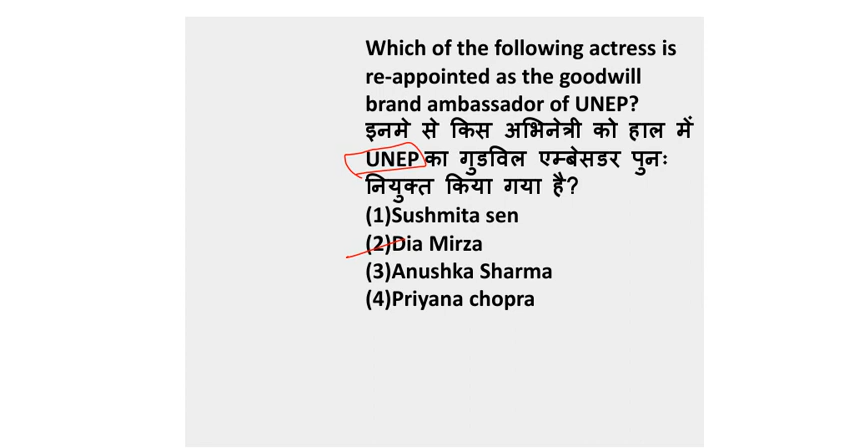 Which of the following actress is
re-appointed as the goodwill
brand ambassador of UNEP?
इनमे से किस अभिनेत्री को हाल में
UNEP का गुडविल एम्बेसडर पुनः
नियुक्त किया गया है?
(1)Sushmita sen
(2)Dia Mirza
(3)Anushka Sharma
(4)Priyana chopra